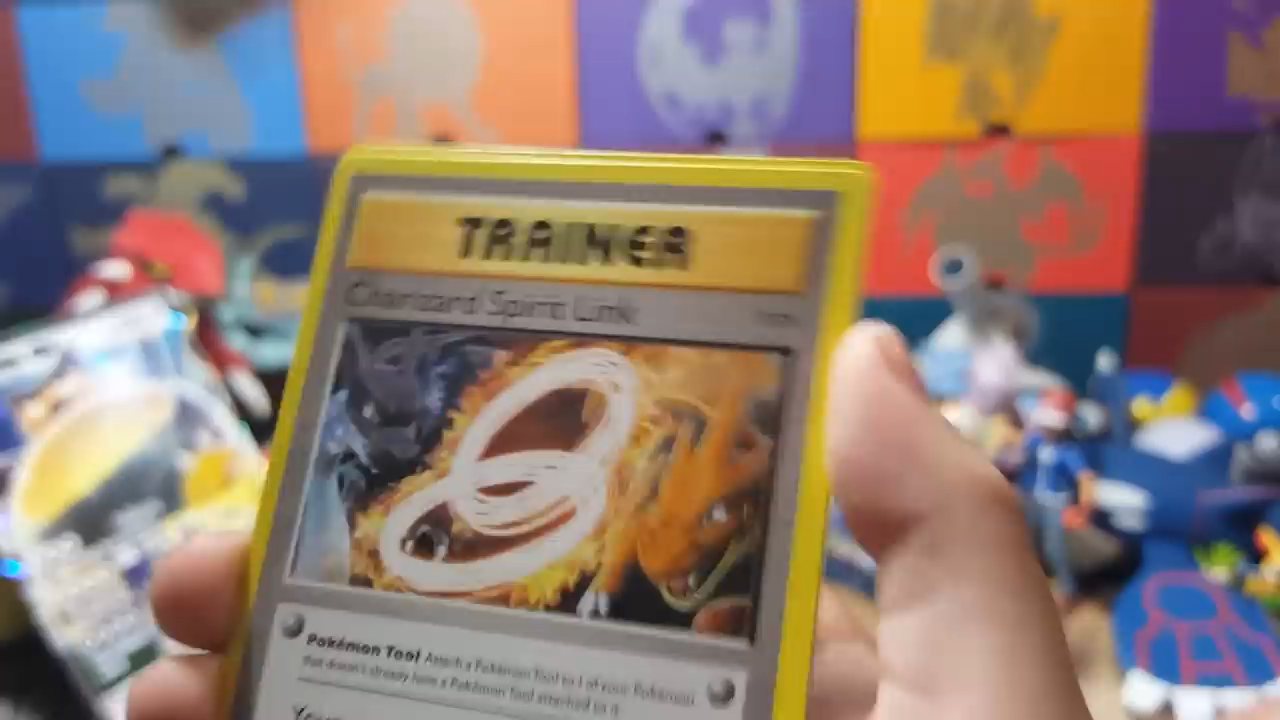 TRAINER
Charizard Spirit Link
Pokémon Tool Attach a Pokémon Tool to 1 of your Pokémon
that doesn't already have a Pokémon Tool attached to it.